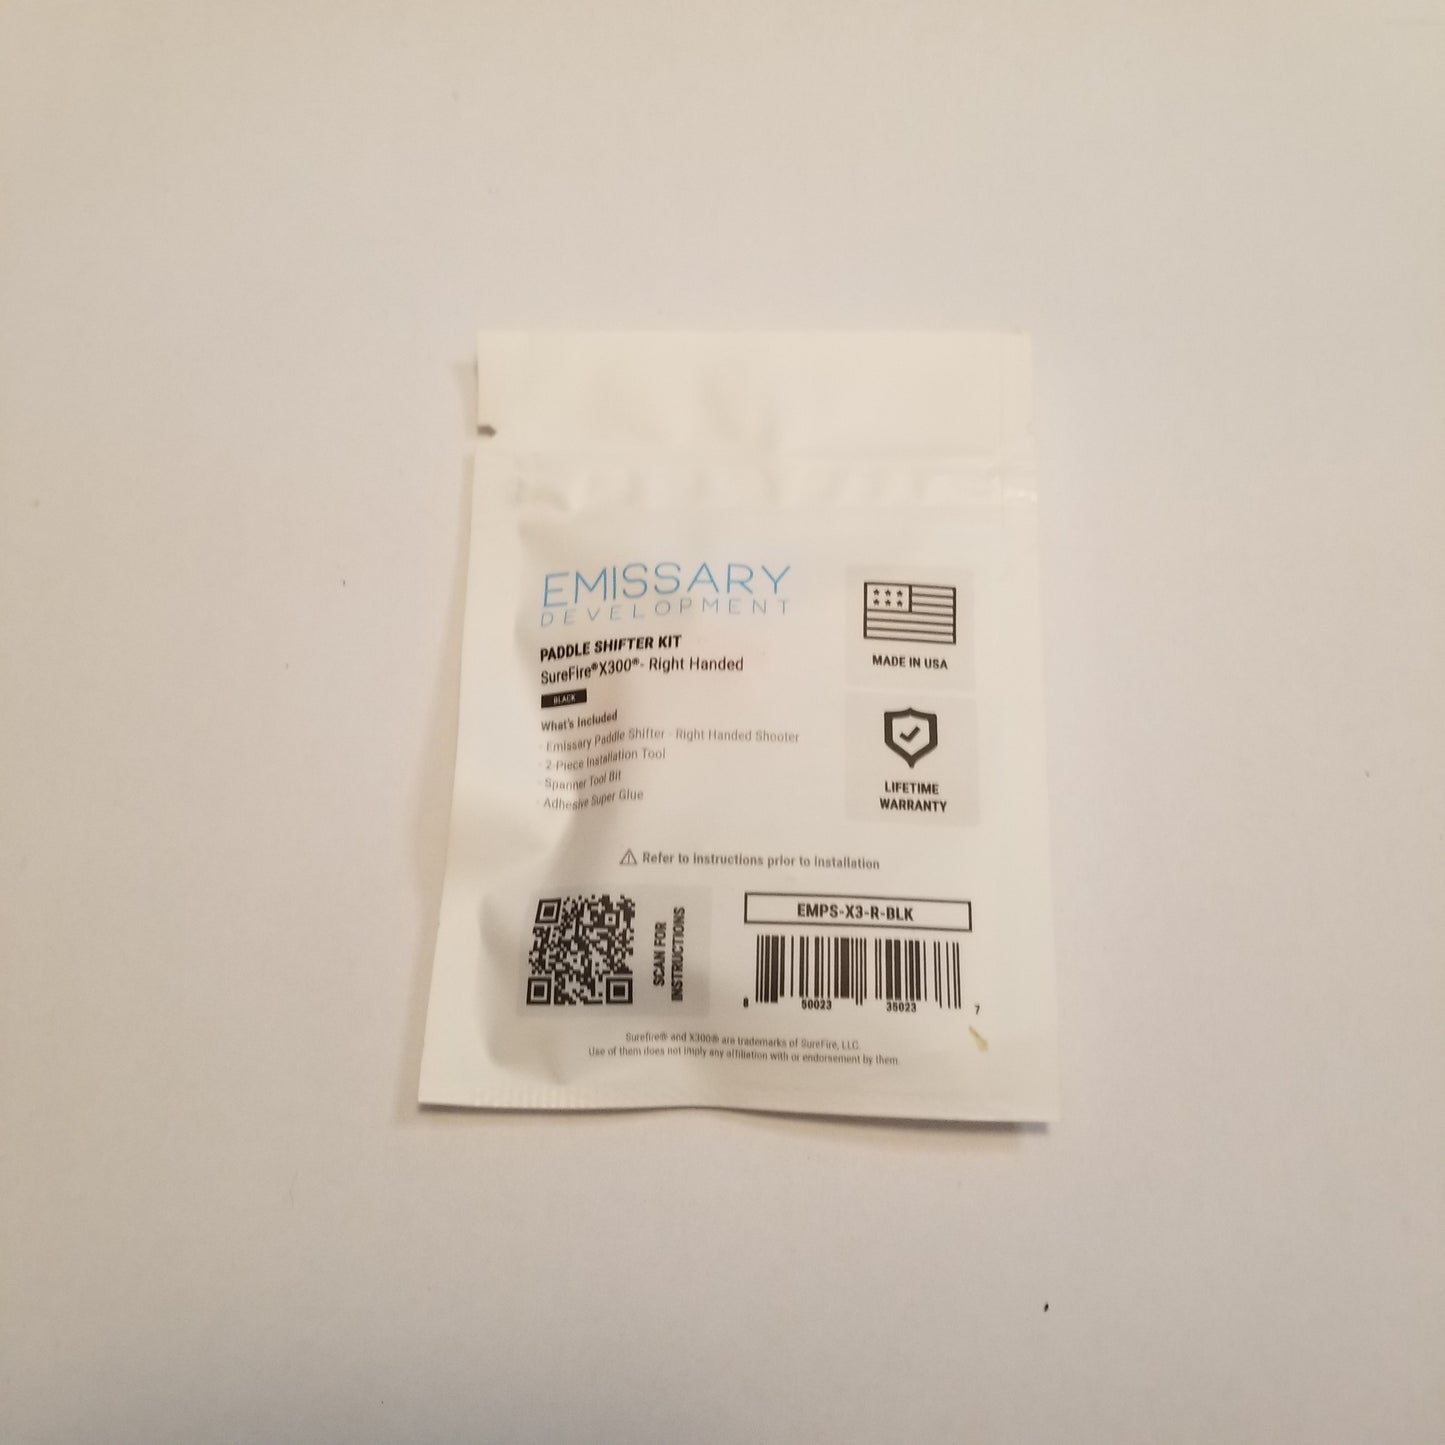 EMISSARY
DEVELOPMENT
PADDLE SHIFTER KIT
SureFire® X300® - Right Handed
BLACK
What's Included
- Emissary Paddle Shifter - Right Handed Shooter
- 2-Piece Installation Tool
- Spanner Tool Bit
- Adhesive Super Glue
MADE IN USA
LIFETIME
WARRANTY
Refer to instructions prior to installation
SCAN FOR
INSTRUCTIONS
EMPS-X3-R-BLK
8 50023 35023 7
Surefire® and X300® are trademarks of SureFire, LLC.
Use of them does not imply any affiliation with or endorsement by them.